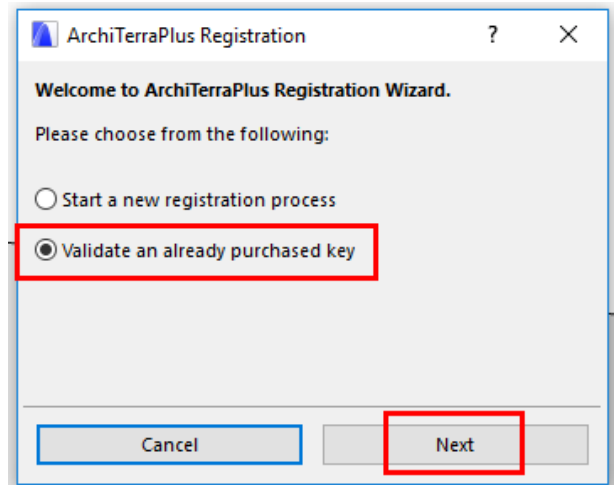 ArchiTerraPlus Registration
Welcome to ArchiTerraPlus Registration Wizard.
Please choose from the following:
Start a new registration process
Validate an already purchased key
Cancel Next